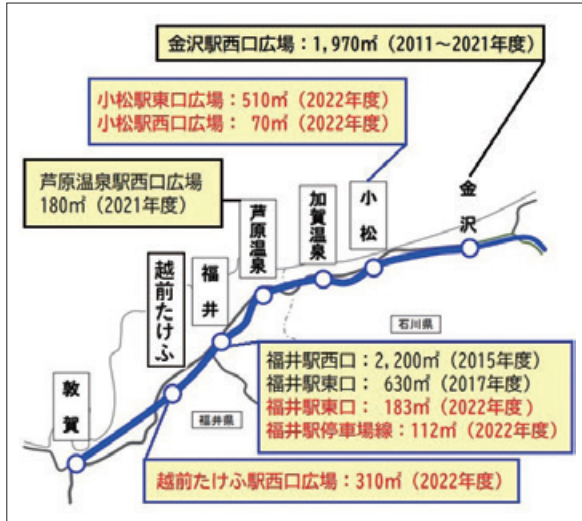 金沢駅西口広場：1,970㎡（2011～2021年度）
小松駅東口広場：510㎡（2022年度）
小松駅西口広場： 70㎡（2022年度）
芦原温泉駅西口広場
180㎡（2021年度）
金沢
小松
加賀温泉
芦原温泉
福井
越前たけふ
敦賀
石川県
福井県
福井駅西口：2,200㎡（2015年度）
福井駅東口： 630㎡（2017年度）
福井駅東口： 183㎡（2022年度）
福井駅停車場線：112㎡（2022年度）
越前たけふ駅西口広場：310㎡（2022年度）